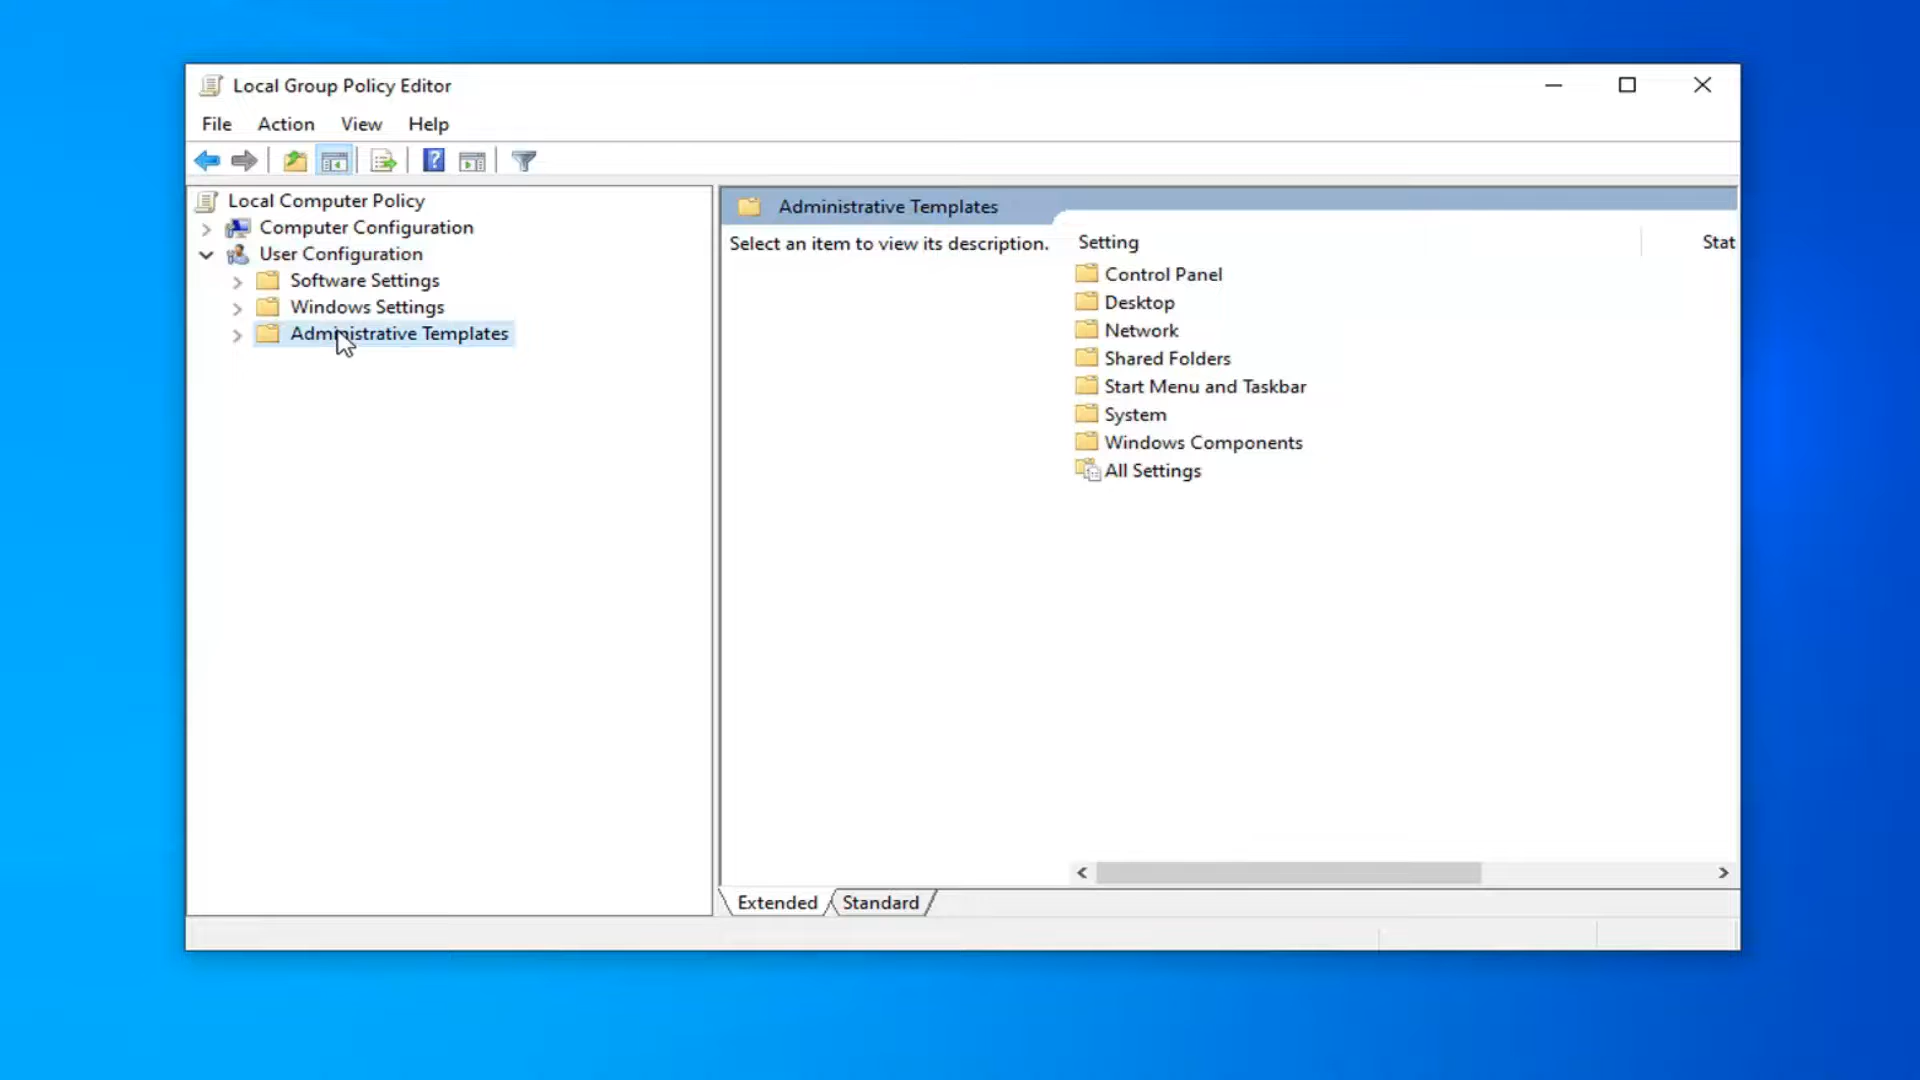 Local Group Policy Editor
File Action View Help
Local Computer Policy
Computer Configuration
User Configuration
Software Settings
Windows Settings
Administrative Templates
Administrative Templates
Select an item to view its description.
Setting Stat
Control Panel
Desktop
Network
Shared Folders
Start Menu and Taskbar
System
Windows Components
All Settings
Extended Standard